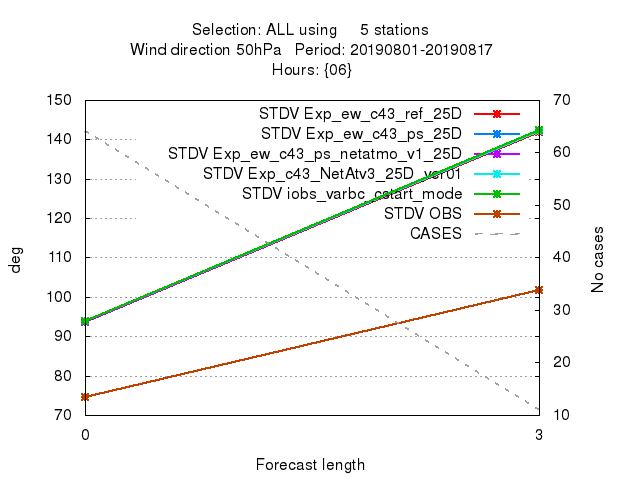 Selection: ALL using 5 stations
Wind direction 50hPa Period: 20190801-20190817
Hours: {06}
150 70
STDV Exp_ew_c43_ref_25D
140 60
STDV Exp_ew_c43_ps_25D
STDV Exp_ew_c43_ps_netatmo_v1_25D
130
STDV Exp_c43_NetAtv3_25D_ver01
STDV iobs_varbc_cstart_mode
120 50
STDV OBS
CASES
110 40
deg
No cases
100
90 30
80 20
70 10
0 3
Forecast length